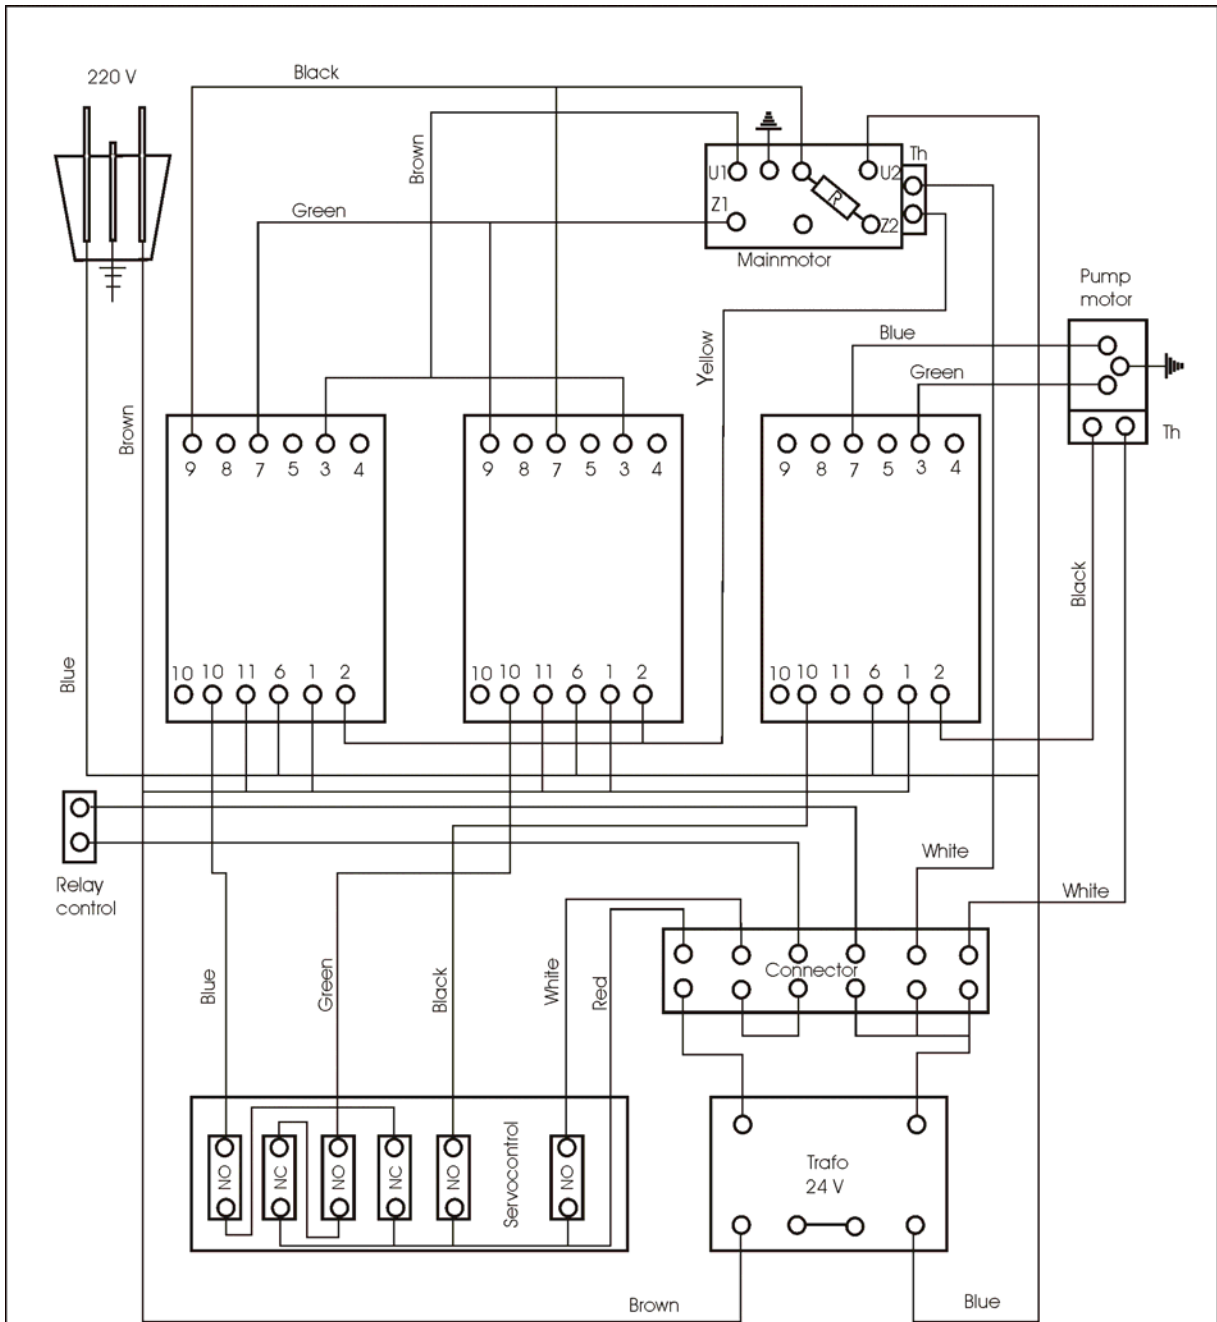 220 V
Black
Brown
U1
U2
Th
Green
Z1
R
Z2
Mainmotor
Pump
motor
Blue
Green
Yellow
Brown
Th
9 8 7 5 3 4
9 8 7 5 3 4
9 8 7 5 3 4
Black
Blue
10 10 11 6 1 2
10 10 11 6 1 2
10 10 11 6 1 2
Relay
control
White
White
Connector
Blue
Green
Black
White
Red
NO
NC
NO
NC
NO
Servocontrol
NO
Trafo
24 V
Brown
Blue